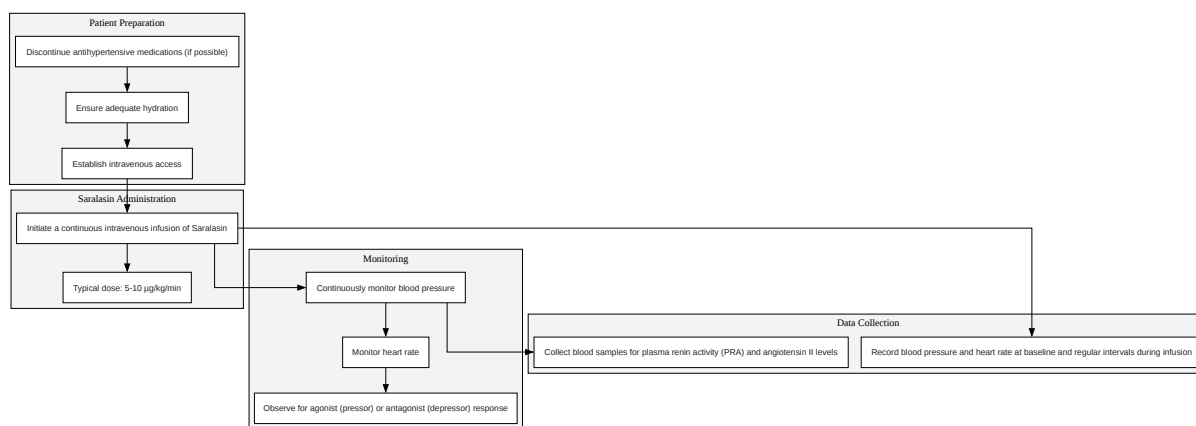 Patient Preparation
Discontinue antihypertensive medications (if possible)
Ensure adequate hydration
Establish intravenous access
Saralasin Administration
Initiate a continuous intravenous infusion of Saralasin
Typical dose: 5-10 µg/kg/min
Monitoring
Continuously monitor blood pressure
Monitor heart rate
Observe for agonist (pressor) or antagonist (depressor) response
Data Collection
Collect blood samples for plasma renin activity (PRA) and angiotensin II levels
Record blood pressure and heart rate at baseline and regular intervals during infusion